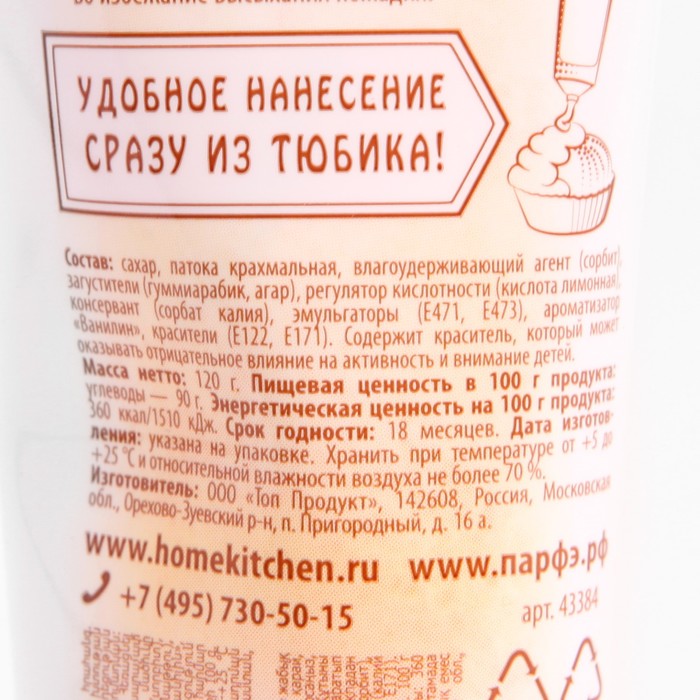 во избежание высыхания помадки.
УДОБНОЕ НАНЕСЕНИЕ
СРАЗУ ИЗ ТЮБИКА!
Состав: сахар, патока крахмальная, влагоудерживающий агент (сорбит),
загустители (гуммиарабик, агар), регулятор кислотности (кислота лимонная),
консервант (сорбат калия), эмульгаторы (Е471, Е473), ароматизатор
«Ванилин», красители (Е122, Е171). Содержит краситель, который может
оказывать отрицательное влияние на активность и внимание детей.
Масса нетто: 120 г. Пищевая ценность в 100 г продукта:
углеводы — 90 г. Энергетическая ценность на 100 г продукта:
360 ккал/1510 кДж. Срок годности: 18 месяцев. Дата изготов-
ления: указана на упаковке. Хранить при температуре от +5 до
+25 °С и относительной влажности воздуха не более 70 %.
Изготовитель: ООО «Топ Продукт», 142608, Россия, Московская
обл., Орехово-Зуевский р-н, п. Пригородный, д. 16 а.
www.homekitchen.ru www.парфэ.рф
+7 (495) 730-50-15
арт. 43384